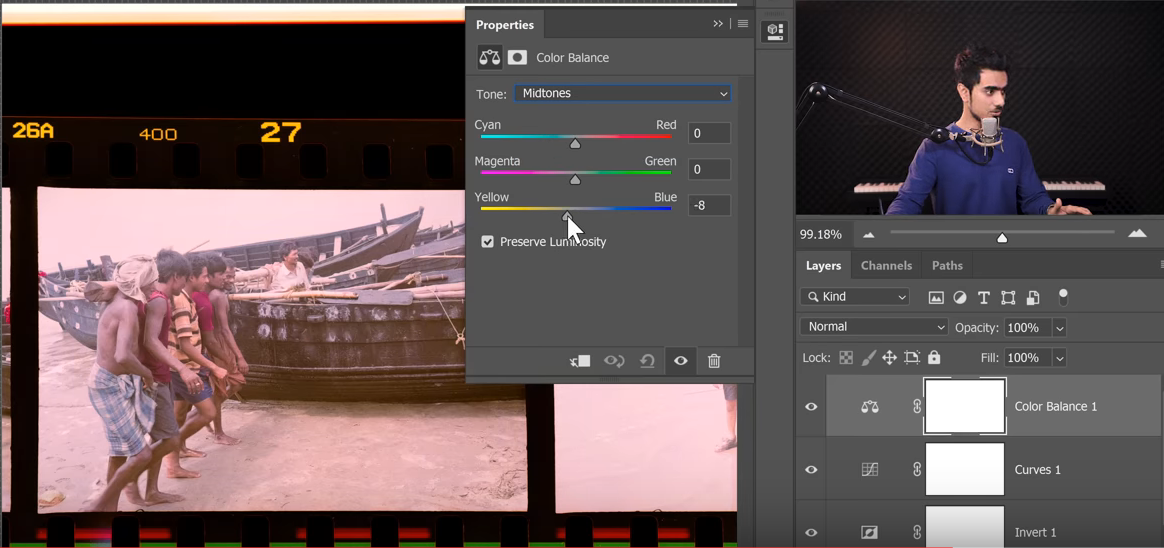 Properties
Color Balance
Tone: Midtones
Cyan Red 0
Magenta Green 0
Yellow Blue -8
Preserve Luminosity
26A 400 27
99.18%
Layers Channels Paths
Kind
Normal Opacity: 100%
Lock: Fill: 100%
Color Balance 1
Curves 1
Invert 1